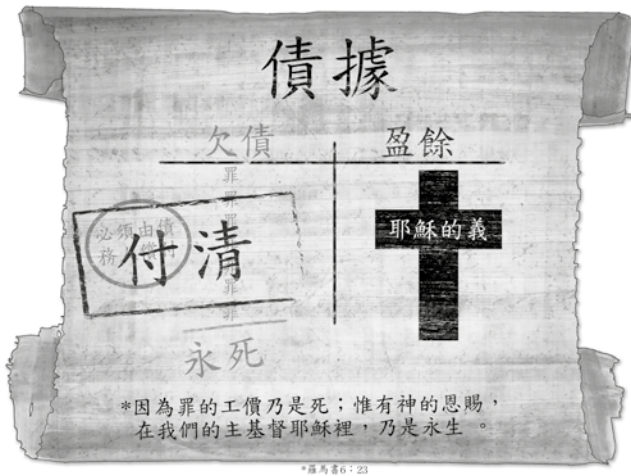 債據
欠債
盈餘
罪
罪
罪
付清
罪
罪
永死
耶穌的義
*因為罪的工價乃是死；惟有神的恩賜，
在我們的主基督耶穌裡，乃是永生。
*羅馬書6：23